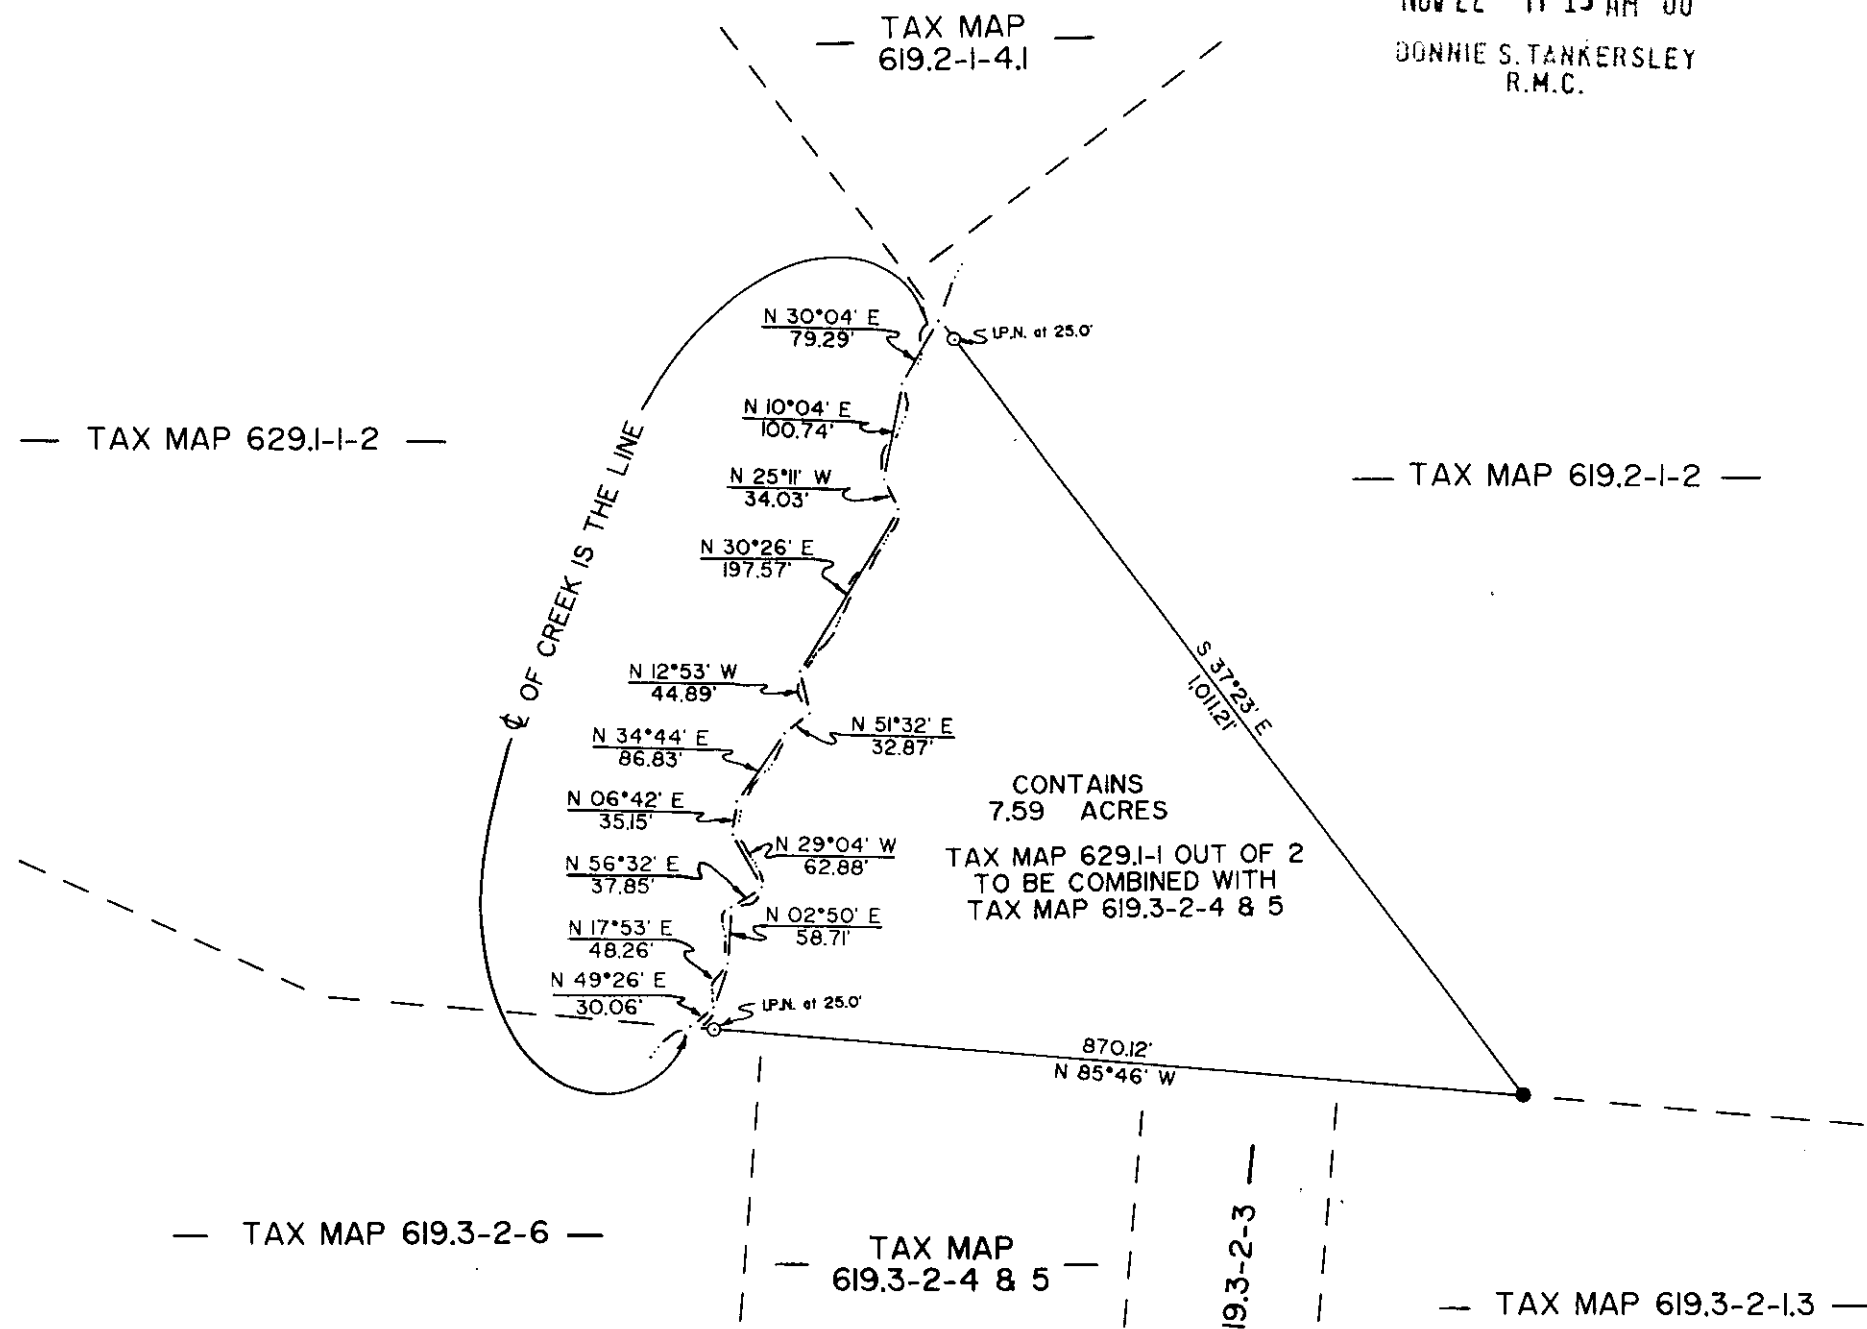 TAX MAP
619.2-1-4.1
11 15 AM '00
DONNIE S. TANKERSLEY
R.M.C.
N 30°04' E
79.29'
I.P.N. at 25.0'
N 10°04' E
100.74'
TAX MAP 629.1-1-2
N 25°11' W
34.03'
TAX MAP 619.2-1-2
N 30°26' E
197.57'
℄ OF CREEK IS THE LINE
S 37°23' E
1,011.21'
N 12°53' W
44.89'
N 51°32' E
32.87'
N 34°44' E
86.83'
N 06°42' E
35.15'
CONTAINS
7.59 ACRES
TAX MAP 629.1-1 OUT OF 2
TO BE COMBINED WITH
TAX MAP 619.3-2-4 & 5
N 29°04' W
62.88'
N 56°32' E
37.85'
N 02°50' E
58.71'
N 17°53' E
48.26'
N 49°26' E
30.06'
I.P.N. at 25.0'
870.12'
N 85°46' W
TAX MAP 619.3-2-6
TAX MAP
619.3-2-4 & 5
19.3-2-3
TAX MAP 619.3-2-1.3